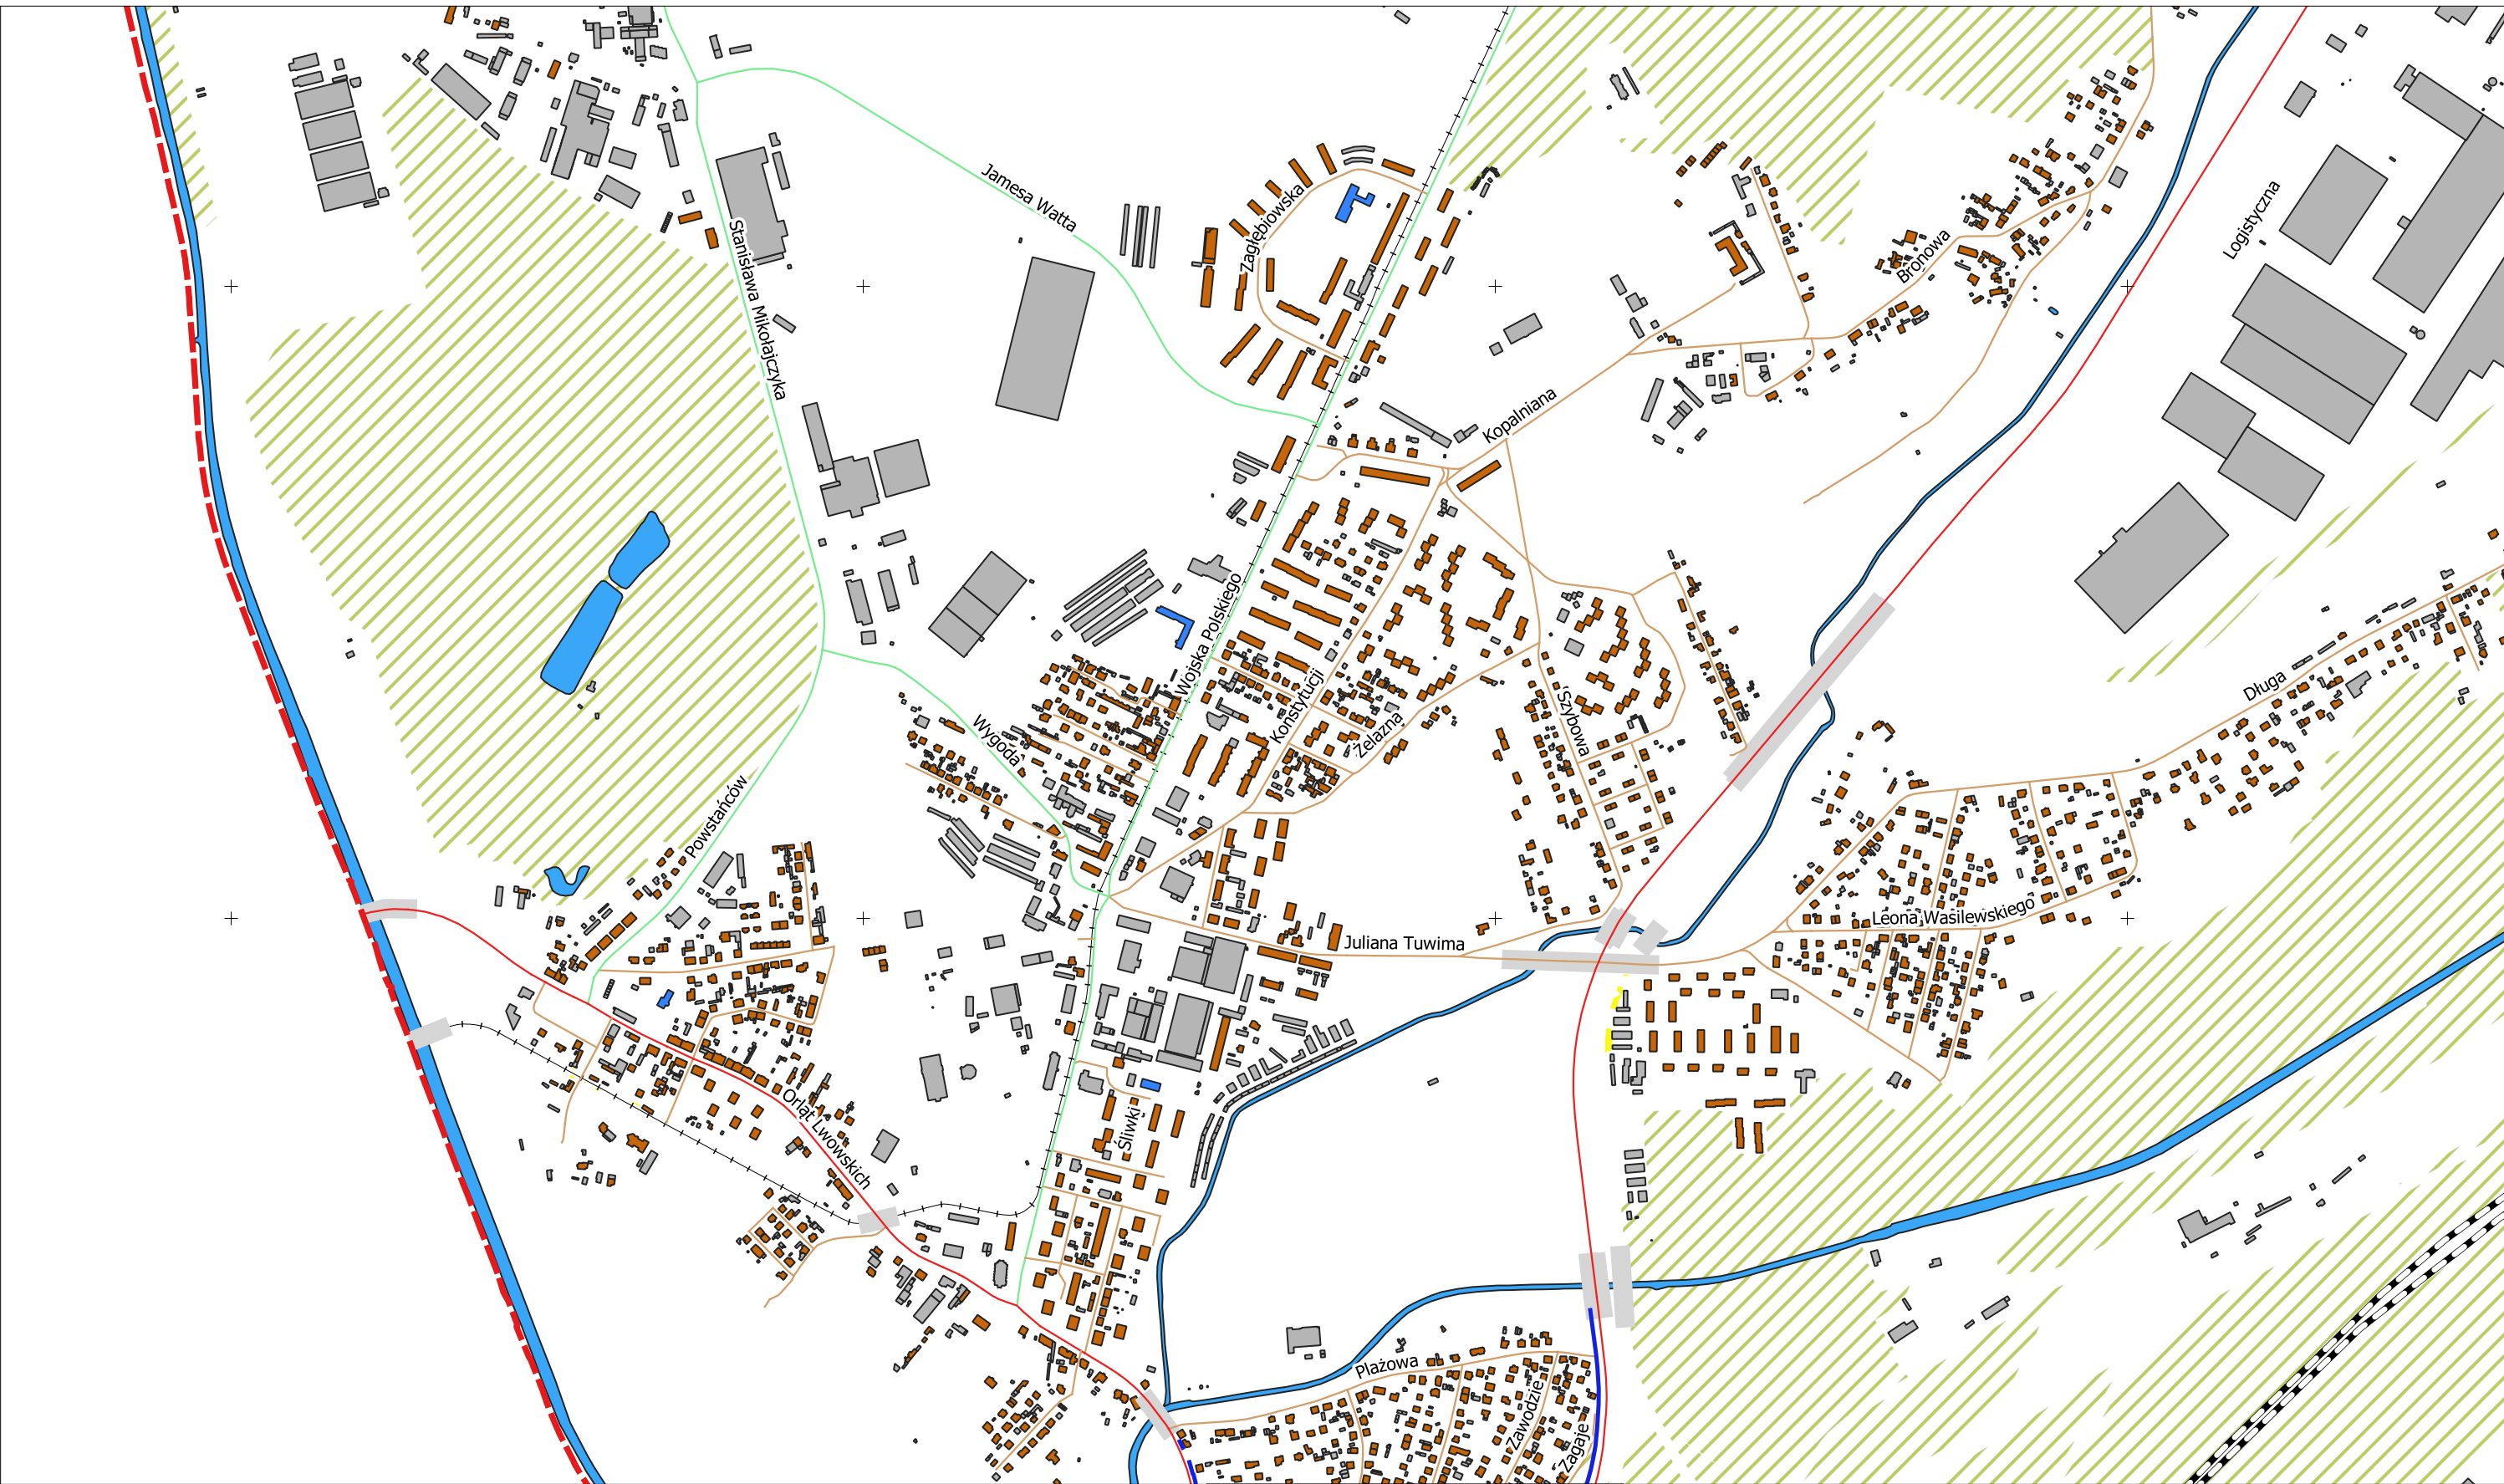 Jamesa Watta
Zagłębiowska
Logistyczna
Stanisława Mikołajczyka
Bronowa
Kopalniana
Wojska Polskiego
Długa
Konstytucji
Szybowa
Żelazna
Wygoda
Powstańców
Leona Wasilewskiego
Juliana Tuwima
Orląt Lwowskich
Śliwki
Plażowa
Zawodzie
Zagaje